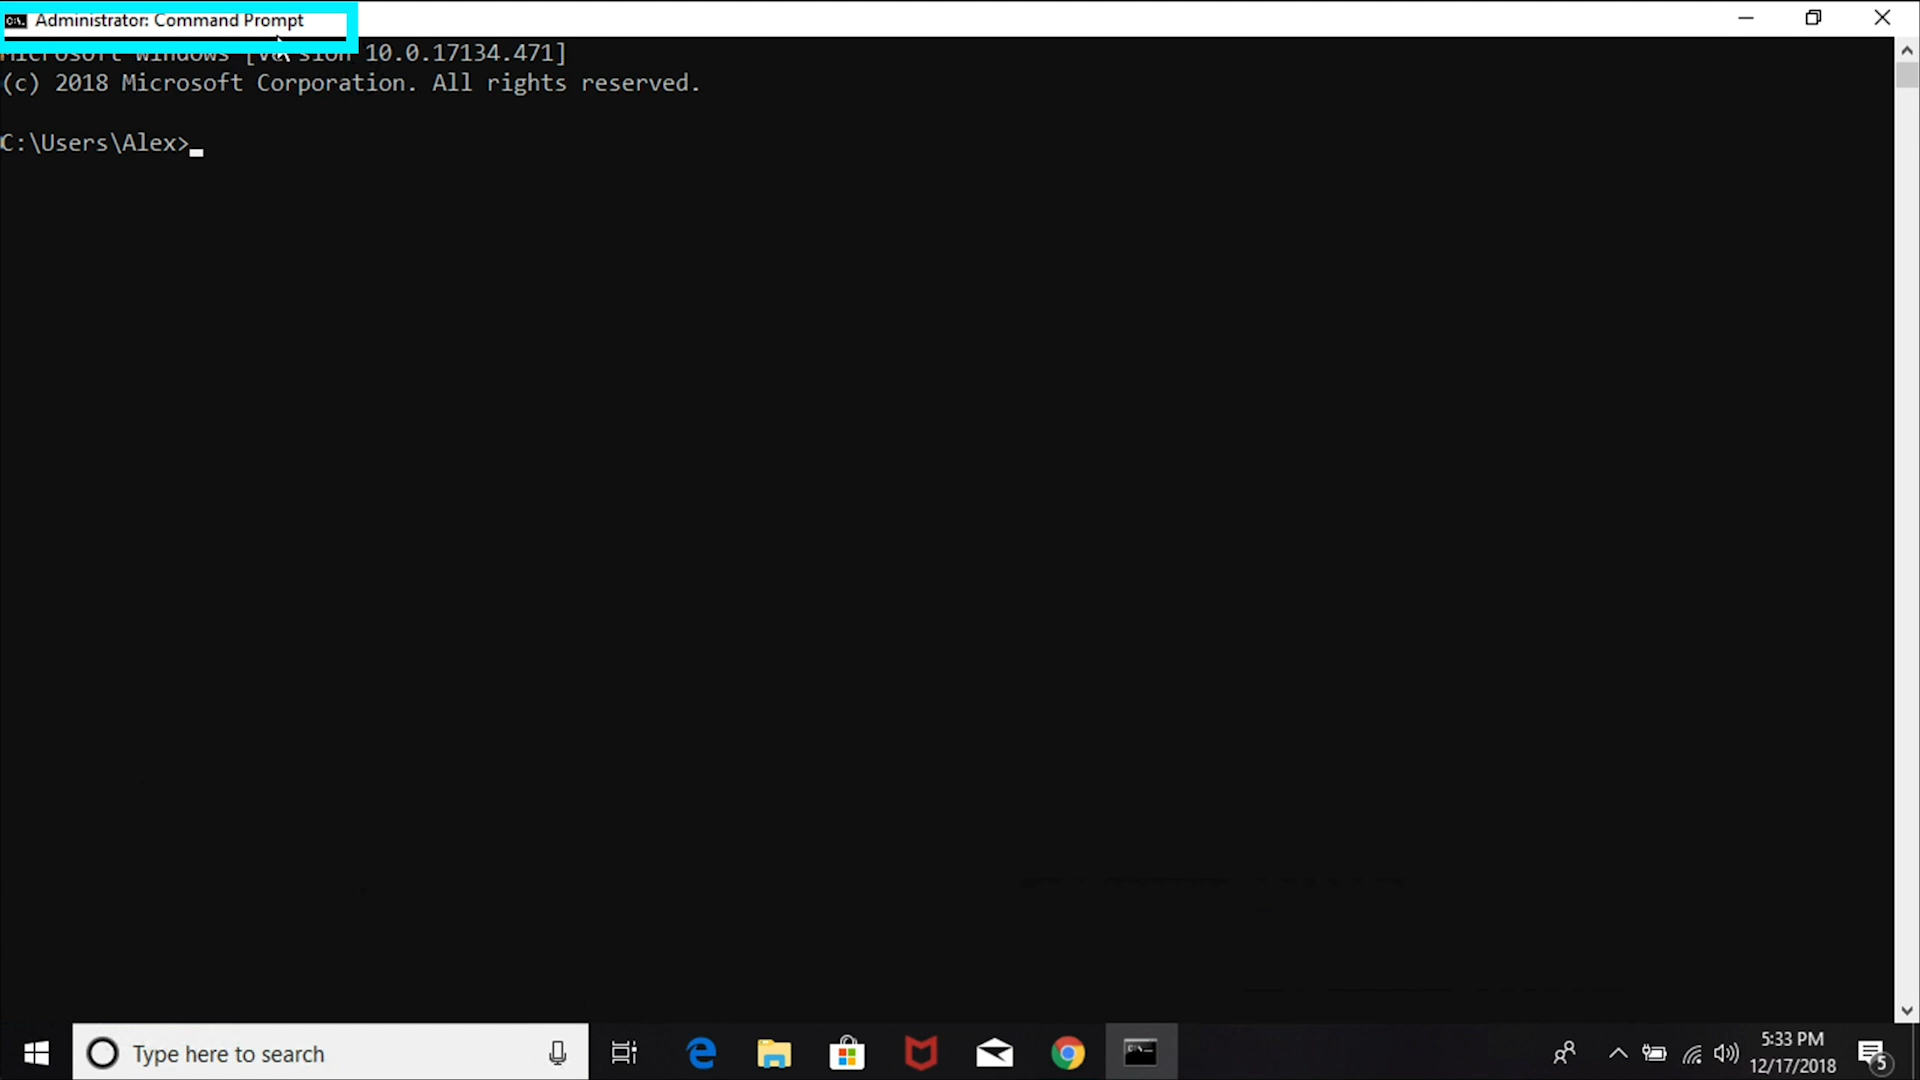 Administrator: Command Prompt
Microsoft Windows [Version 10.0.17134.471]
(c) 2018 Microsoft Corporation. All rights reserved.
C:\Users\Alex>
Type here to search
5:33 PM
12/17/2018
5